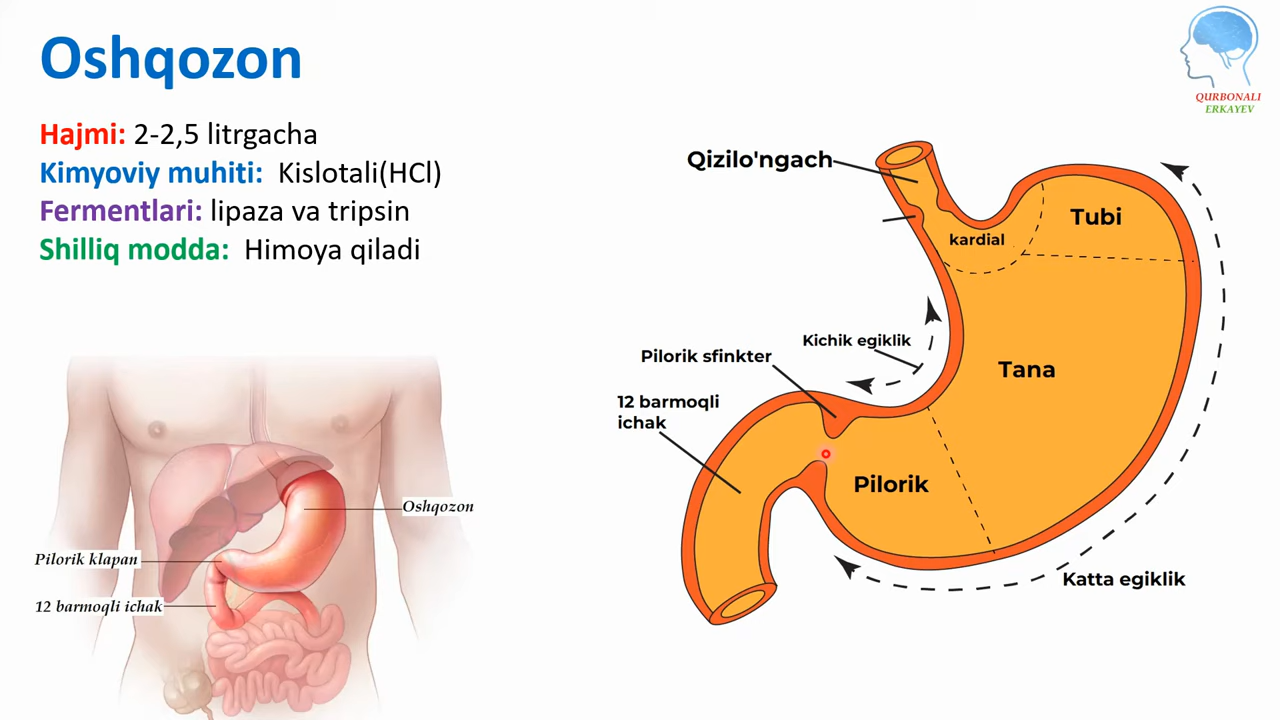 Oshqozon
Hajmi: 2-2,5 litrgacha
Kimyoviy muhiti: Kislotali(HCl)
Fermentlari: lipaza va tripsin
Shilliq modda: Himoya qiladi
QURBONALI
ERKAYEV
Qizilo'ngach
kardial
Tubi
Kichik egiklik
Pilorik sfinkter
Tana
12 barmoqli
ichak
Pilorik
Katta egiklik
Oshqozon
Pilorik klapan
12 barmoqli ichak